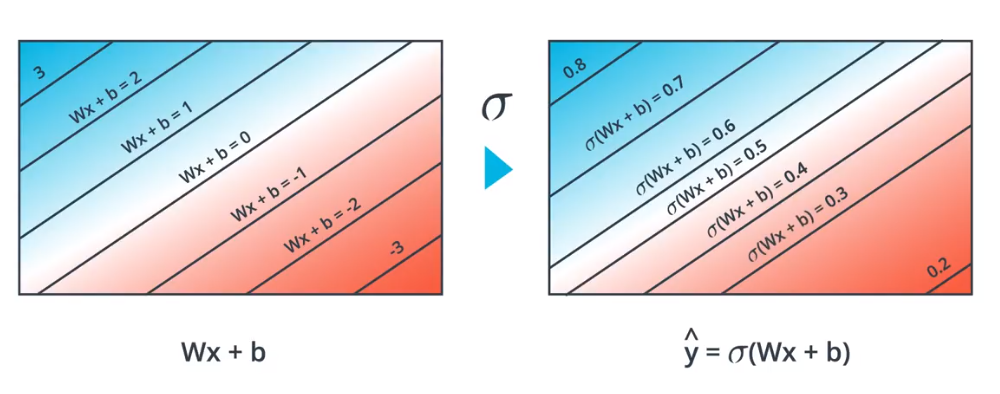 3
Wx + b = 2
Wx + b = 1
Wx + b = 0
Wx + b = -1
Wx + b = -2
-3
Wx + b
σ
0.8
σ(Wx + b) = 0.7
σ(Wx + b) = 0.6
σ(Wx + b) = 0.5
σ(Wx + b) = 0.4
σ(Wx + b) = 0.3
0.2
ŷ = σ(Wx + b)